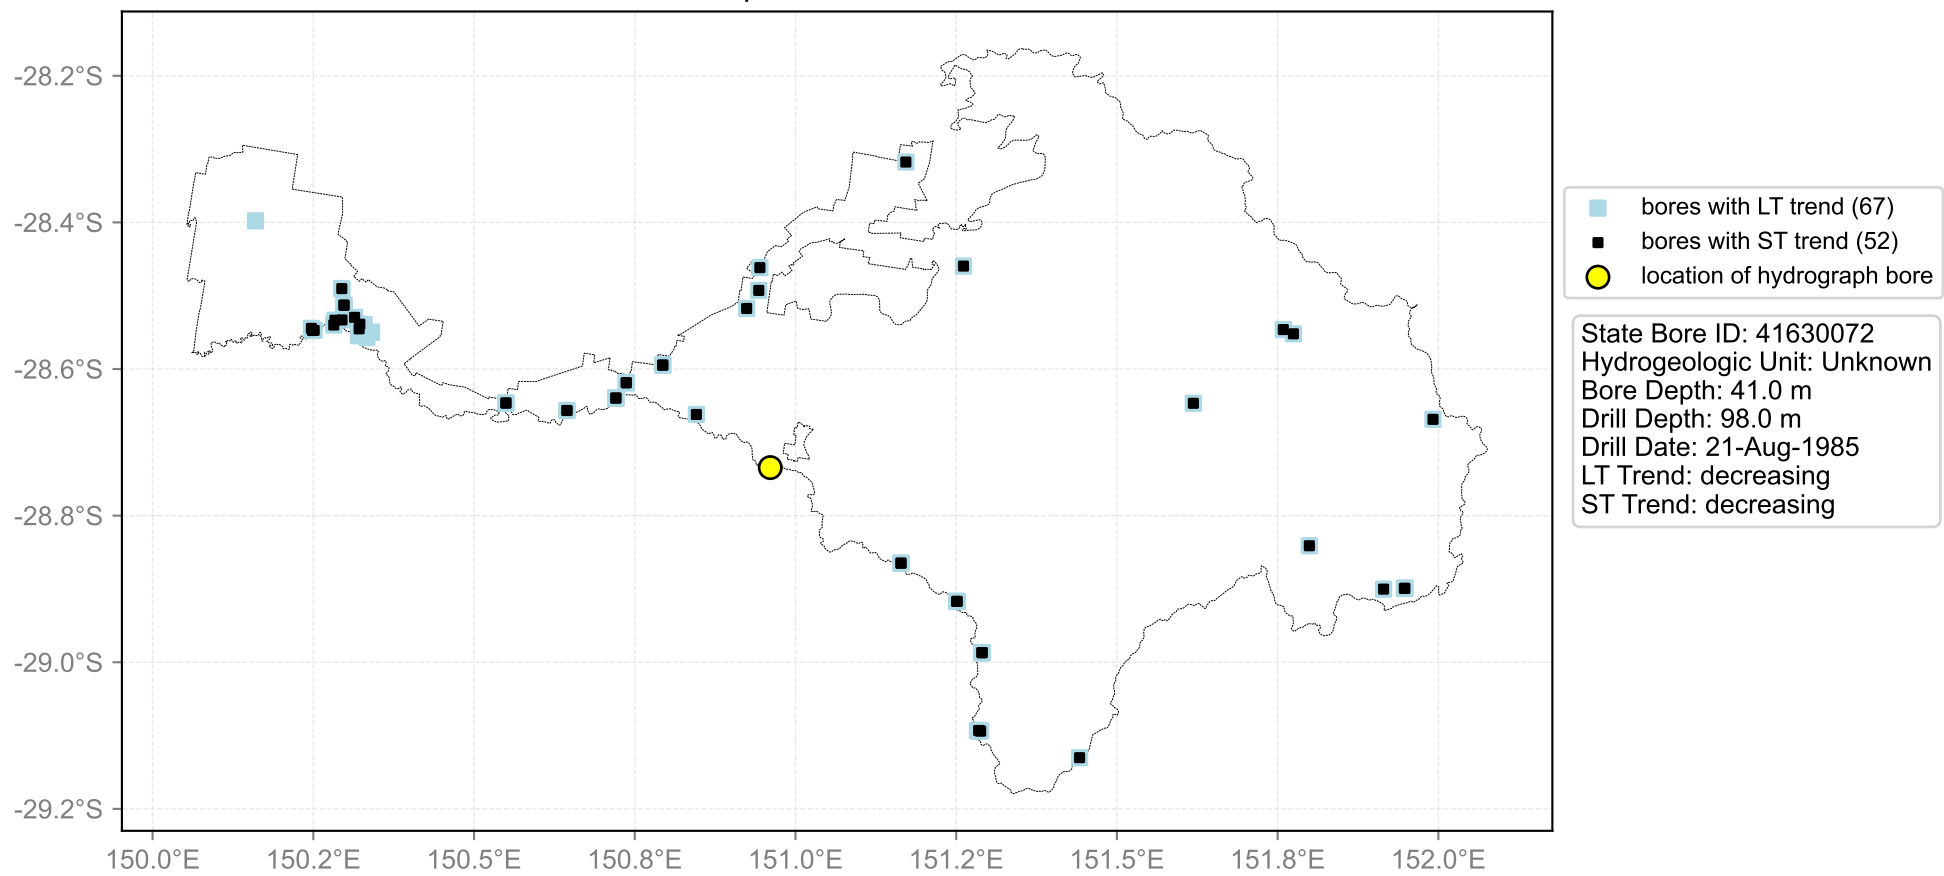 -28.2°S
-28.4°S
-28.6°S
-28.8°S
-29.0°S
-29.2°S
150.0°E 150.2°E 150.5°E 150.8°E 151.0°E 151.2°E 151.5°E 151.8°E 152.0°E
bores with LT trend (67)
bores with ST trend (52)
location of hydrograph bore
State Bore ID: 41630072
Hydrogeologic Unit: Unknown
Bore Depth: 41.0 m
Drill Depth: 98.0 m
Drill Date: 21-Aug-1985
LT Trend: decreasing
ST Trend: decreasing